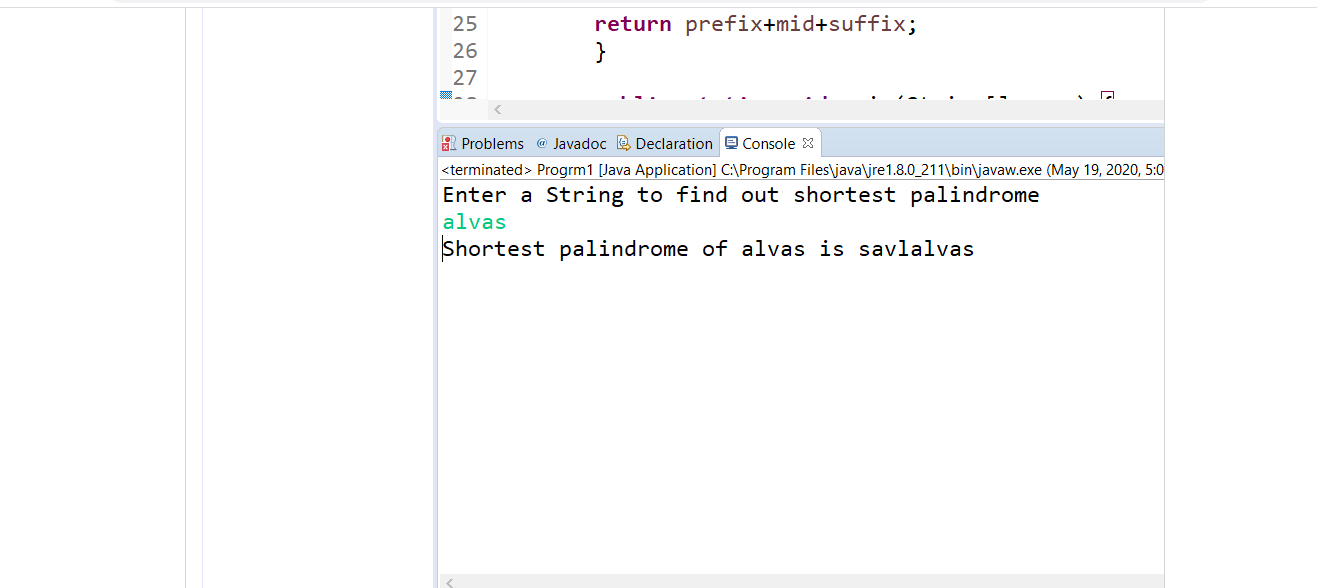 25 return prefix+mid+suffix;
26 }
27
Problems @ Javadoc Declaration Console
<terminated> Progrm1 [Java Application] C:\Program Files\java\jre1.8.0_211\bin\javaw.exe (May 19, 2020, 5:0
Enter a String to find out shortest palindrome
alvas
Shortest palindrome of alvas is savlalvas